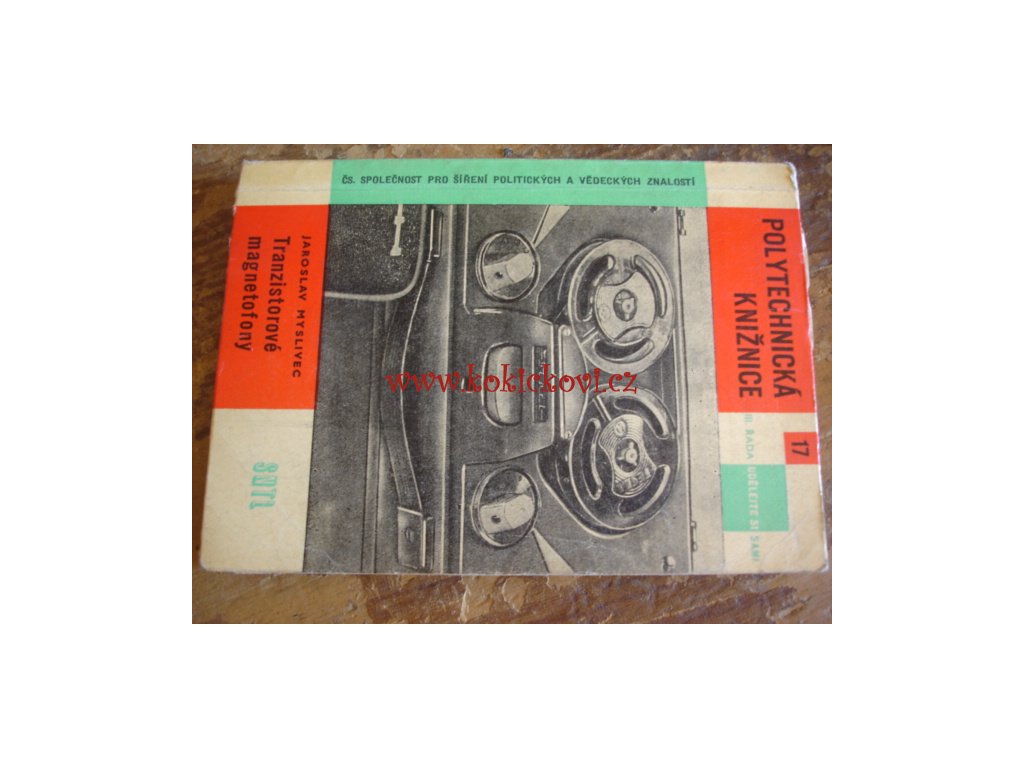 ČS. SPOLEČNOST PRO ŠÍŘENÍ POLITICKÝCH A VĚDECKÝCH ZNALOSTÍ
POLYTECHNICKÁ
KNIŽNICE
17
III. ŘADA UDĚLEJTE SI SAMI
JAROSLAV MYSLIVEC
Tranzistorové
magnetofony
SNTL
www.kokickovi.cz